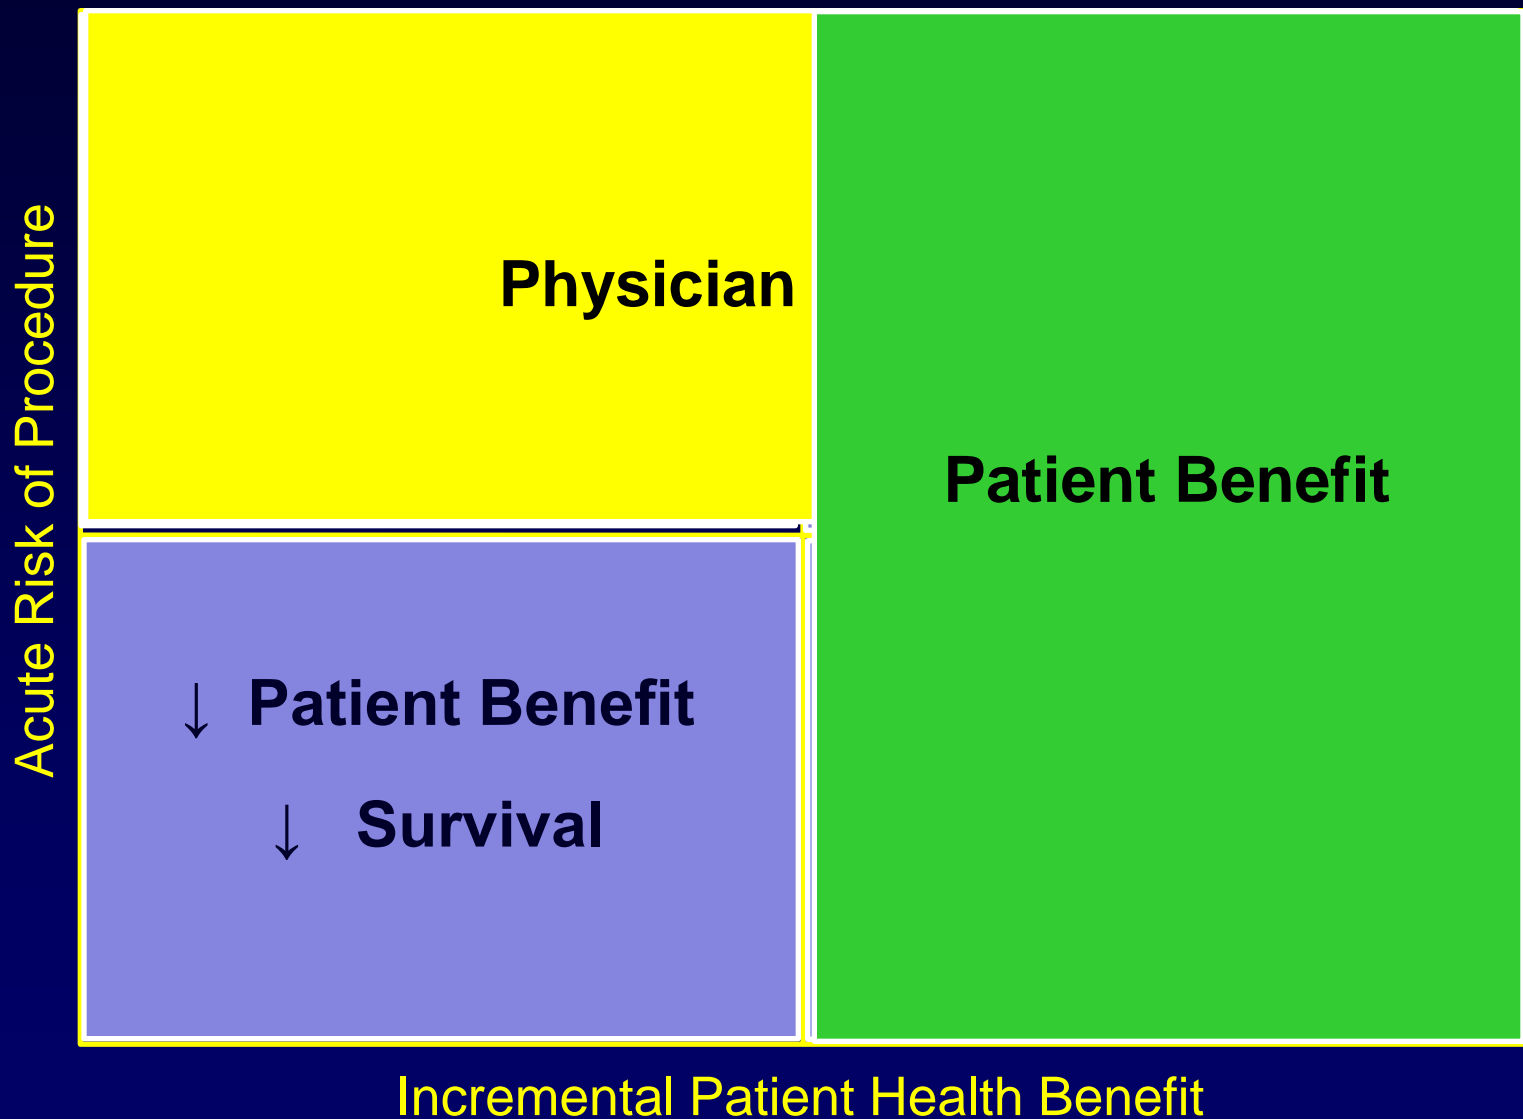 Acute Risk of Procedure
Physician
Patient Benefit
↓ Patient Benefit
↓ Survival
Incremental Patient Health Benefit